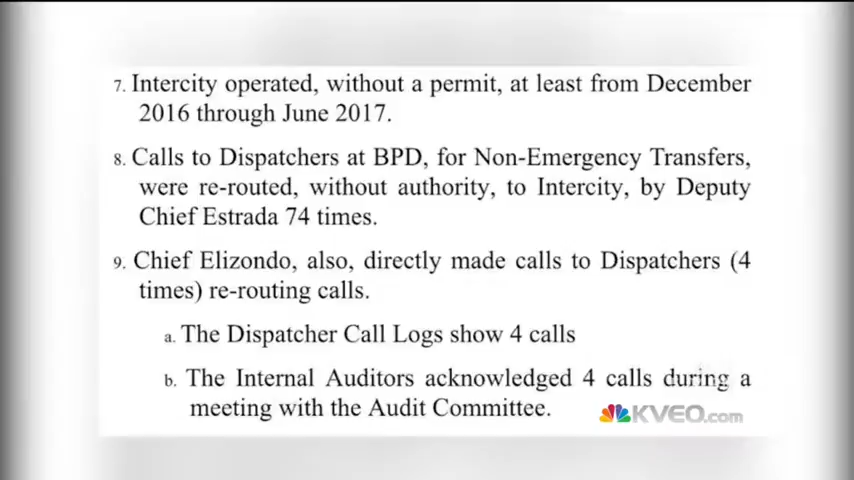 7. Intercity operated, without a permit, at least from December
2016 through June 2017.
8. Calls to Dispatchers at BPD, for Non-Emergency Transfers,
were re-routed, without authority, to Intercity, by Deputy
Chief Estrada 74 times.
9. Chief Elizondo, also, directly made calls to Dispatchers (4
times) re-routing calls.
a. The Dispatcher Call Logs show 4 calls
b. The Internal Auditors acknowledged 4 calls during a
meeting with the Audit Committee.
KVEO.com